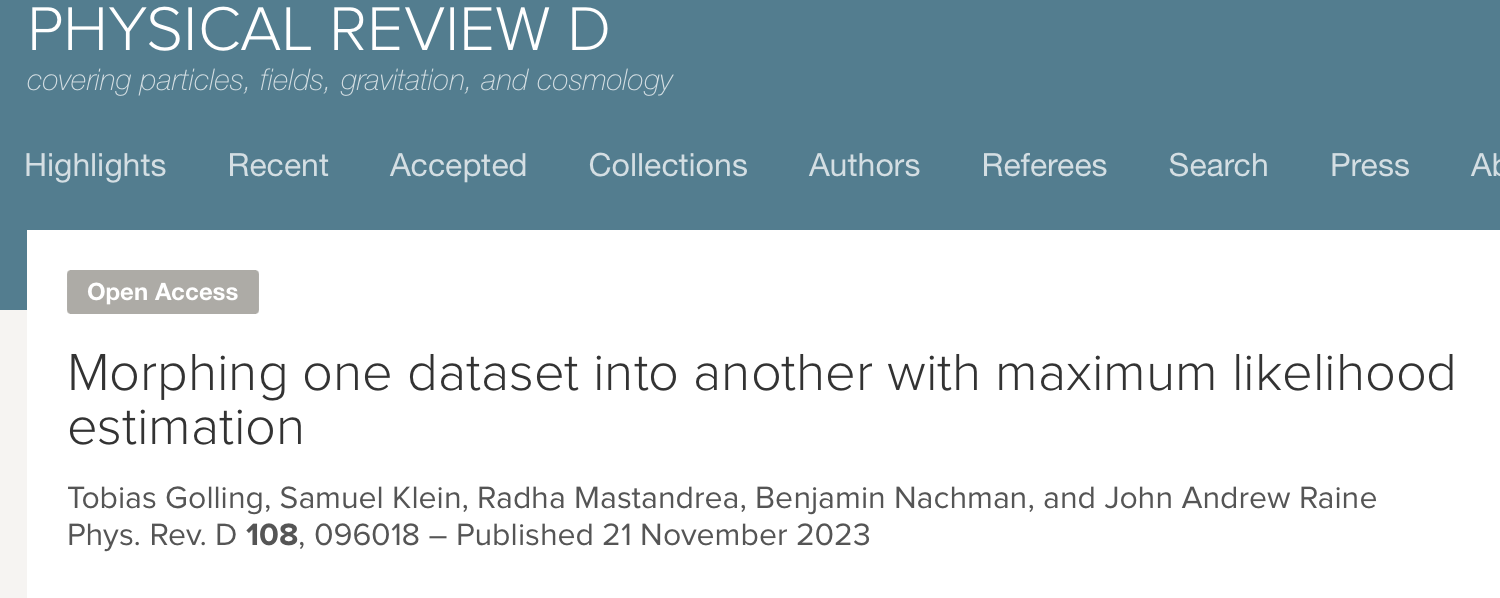 PHYSICAL REVIEW D
covering particles, fields, gravitation, and cosmology
Highlights Recent Accepted Collections Authors Referees Search Press Ab
Open Access
Morphing one dataset into another with maximum likelihood
estimation
Tobias Golling, Samuel Klein, Radha Mastandrea, Benjamin Nachman, and John Andrew Raine
Phys. Rev. D 108, 096018 – Published 21 November 2023